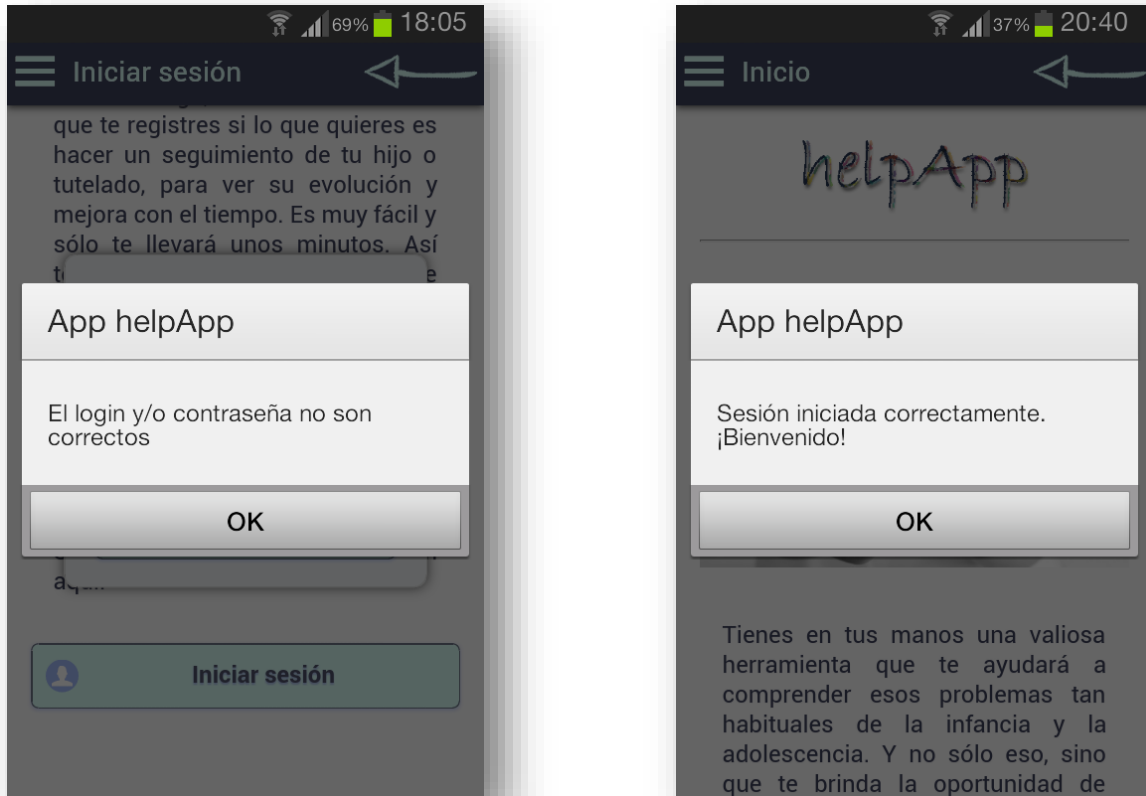 69% 18:05
Iniciar sesión
que te registres si lo que quieres es
hacer un seguimiento de tu hijo o
tutelado, para ver su evolución y
mejora con el tiempo. Es muy fácil y
sólo te llevará unos minutos. Así
App helpApp
El login y/o contraseña no son
correctos
OK
Iniciar sesión
37% 20:40
Inicio
helpApp
App helpApp
Sesión iniciada correctamente.
¡Bienvenido!
OK
Tienes en tus manos una valiosa
herramienta que te ayudará a
comprender esos problemas tan
habituales de la infancia y la
adolescencia. Y no sólo eso, sino
que te brinda la oportunidad de